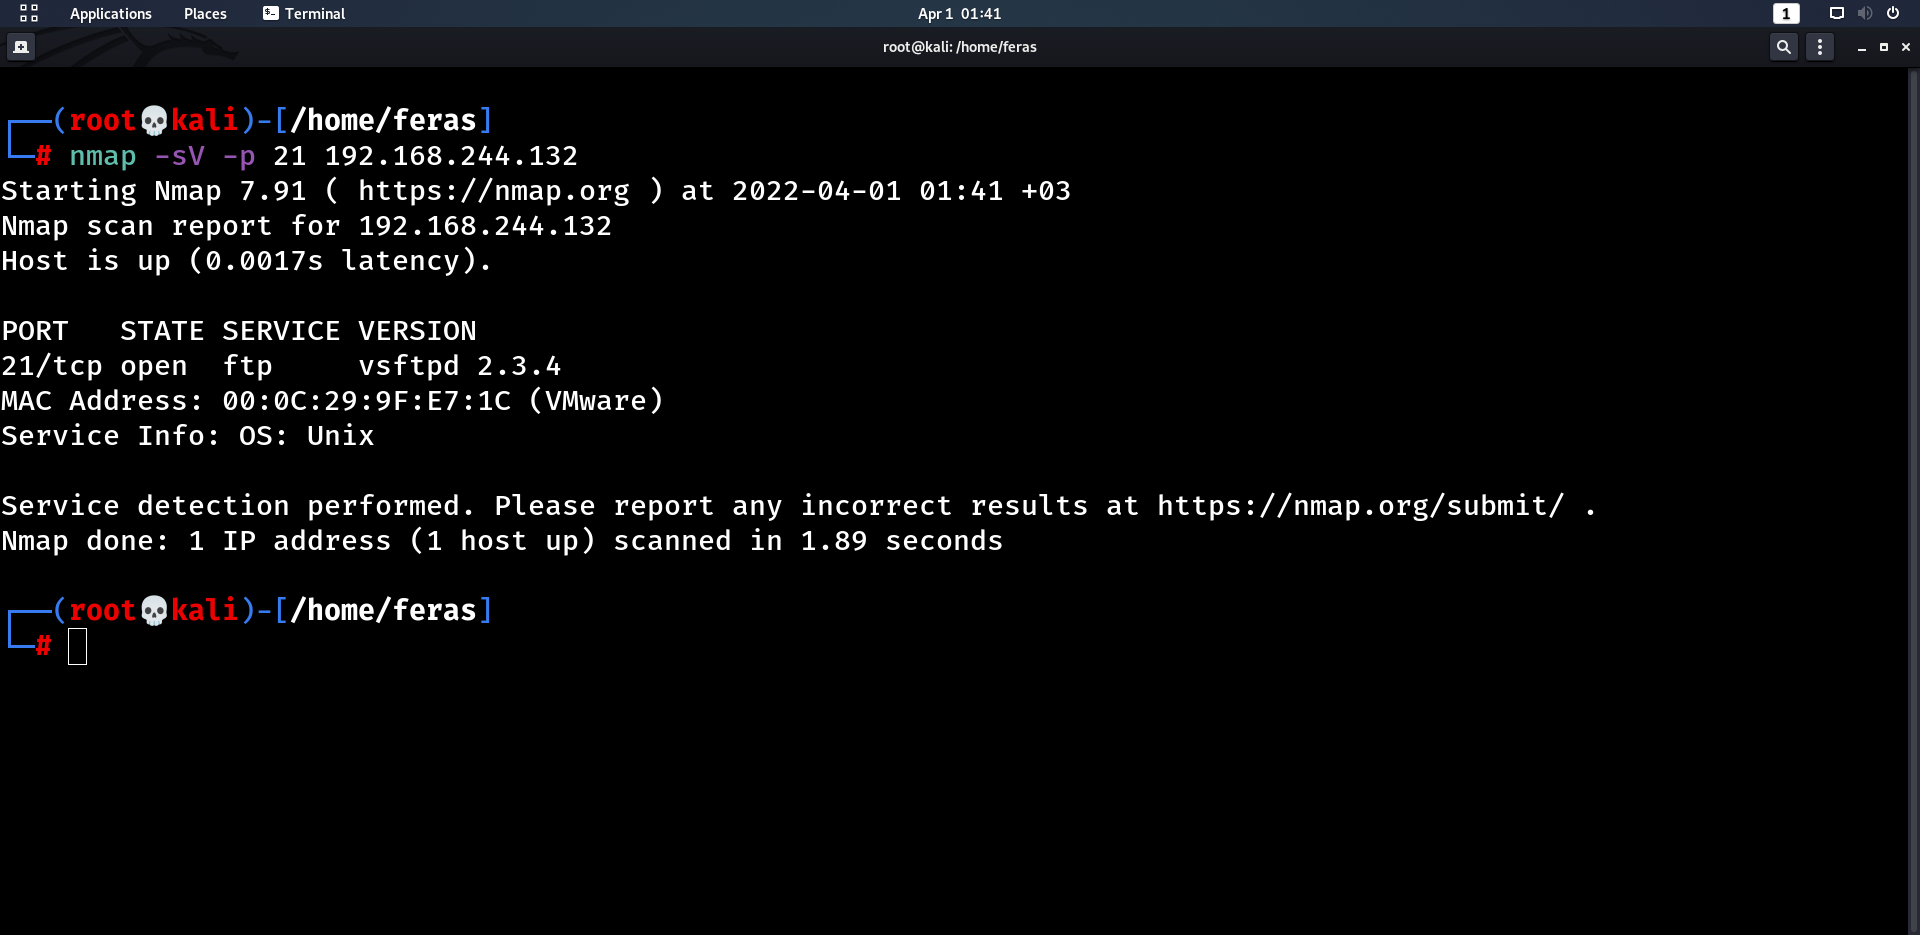 Applications Places Terminal Apr 1 01:41 1
root@kali: /home/feras
┌──(root💀kali)-[/home/feras]
└─# nmap -sV -p 21 192.168.244.132
Starting Nmap 7.91 ( https://nmap.org ) at 2022-04-01 01:41 +03
Nmap scan report for 192.168.244.132
Host is up (0.0017s latency).
PORT   STATE SERVICE VERSION
21/tcp open  ftp     vsftpd 2.3.4
MAC Address: 00:0C:29:9F:E7:1C (VMware)
Service Info: OS: Unix
Service detection performed. Please report any incorrect results at https://nmap.org/submit/ .
Nmap done: 1 IP address (1 host up) scanned in 1.89 seconds
┌──(root💀kali)-[/home/feras]
└─#